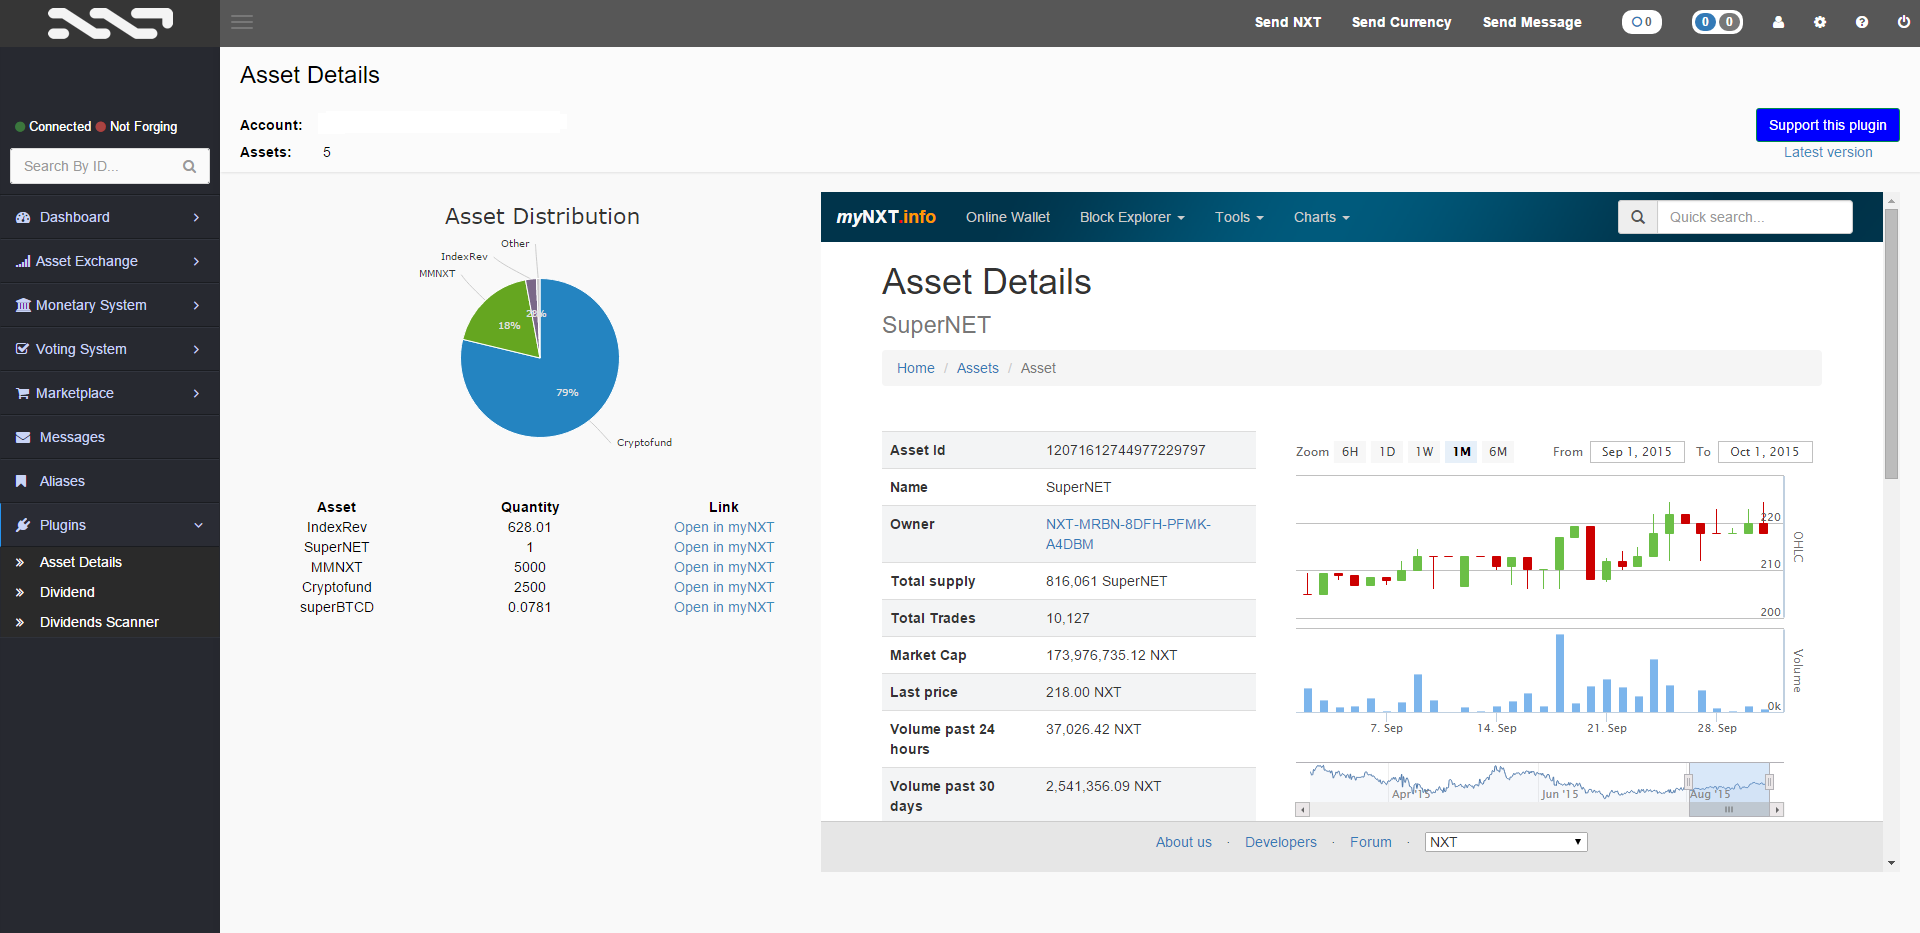 Send NXT
Send Currency
Send Message
0
0 0
Asset Details
Connected Not Forging
Account:
Assets: 5
Support this plugin
Latest version
Search By ID...
Dashboard
Asset Exchange
Monetary System
Voting System
Marketplace
Messages
Aliases
Plugins
Asset Details
Dividend
Dividends Scanner
Asset Distribution
Other
IndexRev
MMNXT
18%
79%
Cryptofund
Asset Quantity Link
IndexRev 628.01 Open in myNXT
SuperNET 1 Open in myNXT
MMNXT 5000 Open in myNXT
Cryptofund 2500 Open in myNXT
superBTCD 0.0781 Open in myNXT
myNXT.info Online Wallet Block Explorer Tools Charts Quick search...
Asset Details
SuperNET
Home / Assets / Asset
Asset Id 12071612744977229797
Name SuperNET
Owner NXT-MRBN-8DFH-PFMK-
A4DBM
Total supply 816,061 SuperNET
Total Trades 10,127
Market Cap 173,976,735.12 NXT
Last price 218.00 NXT
Volume past 24 37,026.42 NXT
hours
Volume past 30 2,541,356.09 NXT
days
Zoom 6H 1D 1W 1M 6M From Sep 1, 2015 To Oct 1, 2015
220
210
200
OHLC
Volume
0k
7. Sep 14. Sep 21. Sep 28. Sep
Apr '15 Jun '15 Aug '15
About us · Developers · Forum · NXT